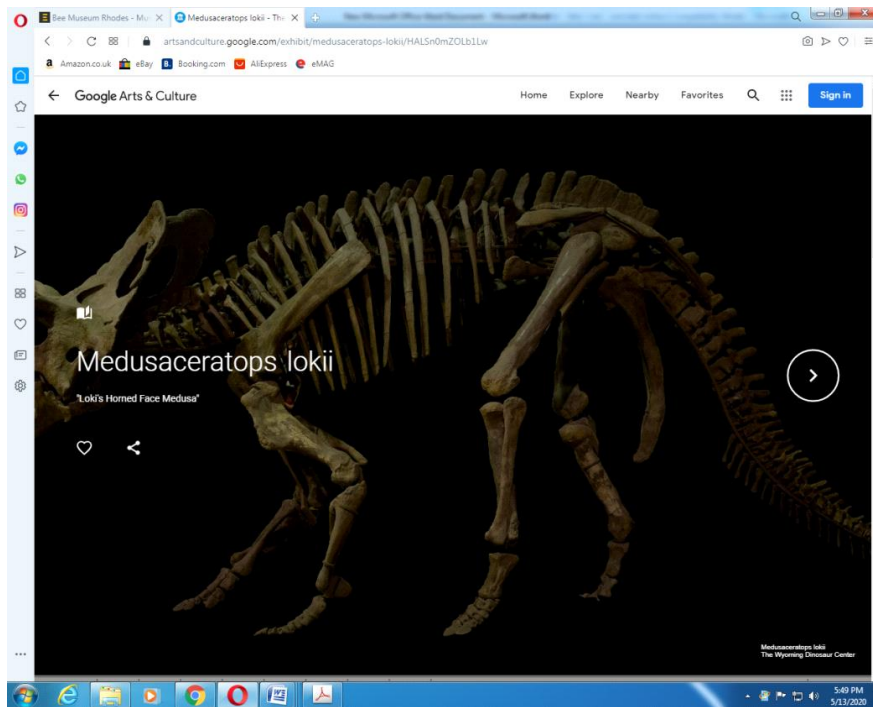 Bee Museum Rhodes - Mu
Medusaceratops lokii - The
artsandculture.google.com/exhibit/medusaceratops-lokii/HALSn0mZOLb1Lw
Amazon.co.uk eBay Booking.com AliExpress eMAG
Google Arts & Culture Home Explore Nearby Favorites Sign in
Medusaceratops lokii
"Loki's Horned Face Medusa"
Medusaceratops lokii
The Wyoming Dinosaur Center
5:49 PM
5/13/2020